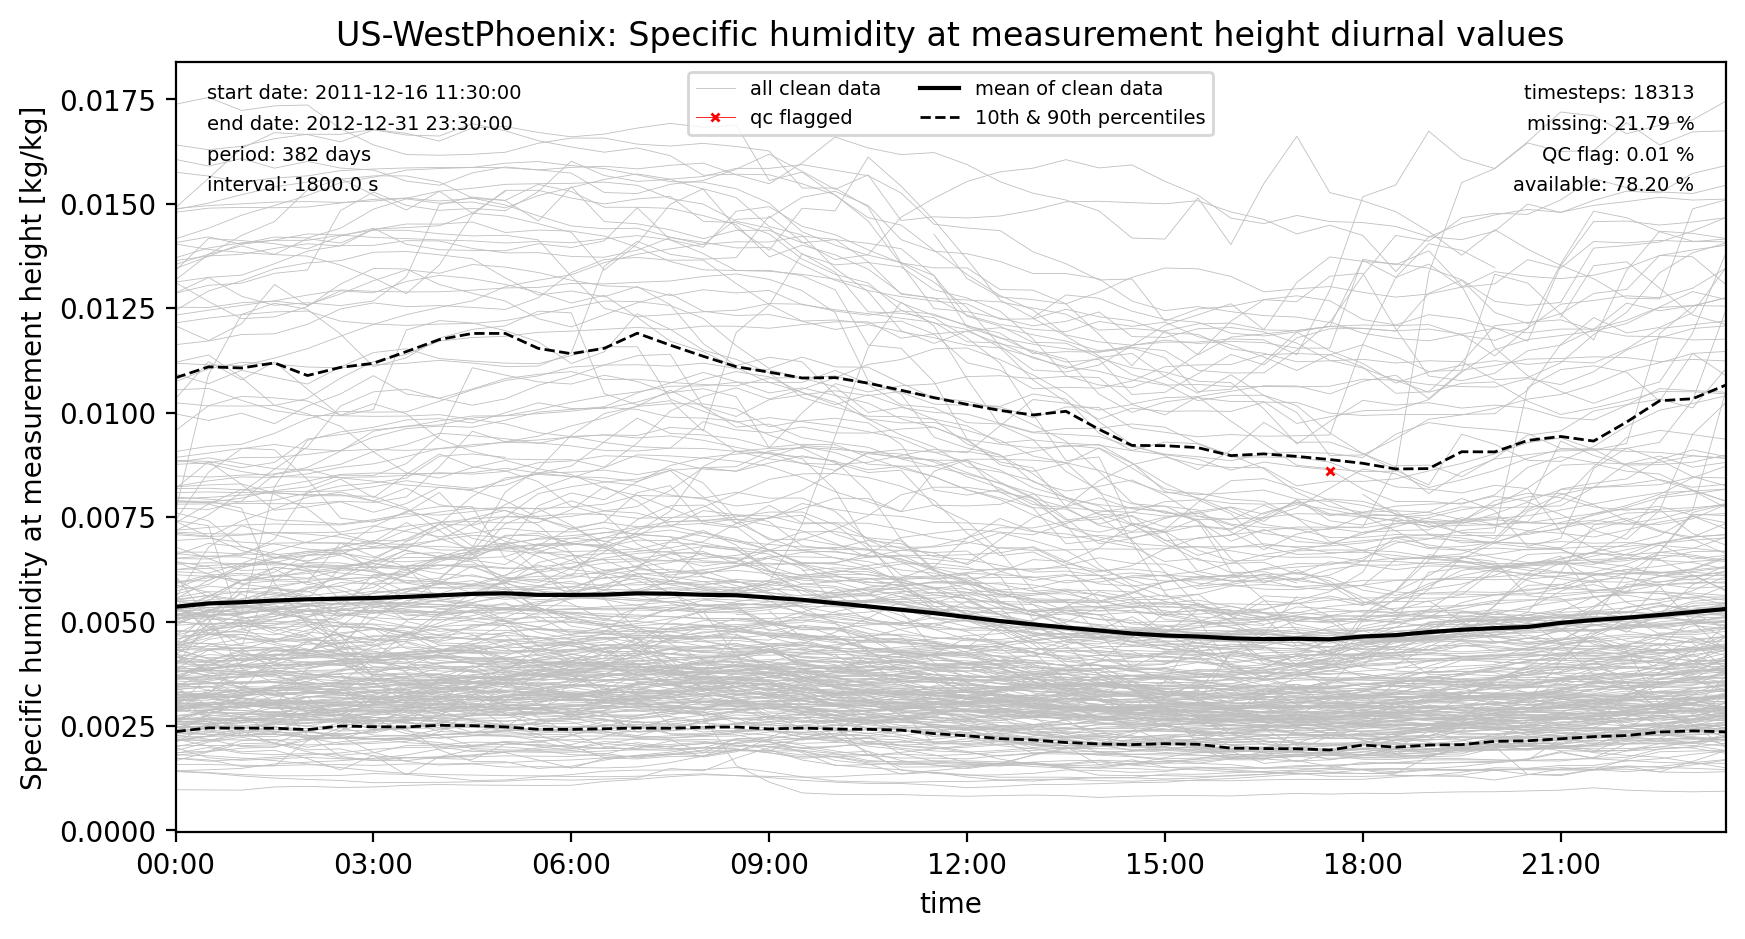 US-WestPhoenix: Specific humidity at measurement height diurnal values
start date: 2011-12-16 11:30:00
end date: 2012-12-31 23:30:00
period: 382 days
interval: 1800.0 s
all clean data
qc flagged
mean of clean data
10th & 90th percentiles
timesteps: 18313
missing: 21.79 %
QC flag: 0.01 %
available: 78.20 %
Specific humidity at measurement height [kg/kg]
0.0175
0.0150
0.0125
0.0100
0.0075
0.0050
0.0025
0.0000
00:00 03:00 06:00 09:00 12:00 15:00 18:00 21:00
time